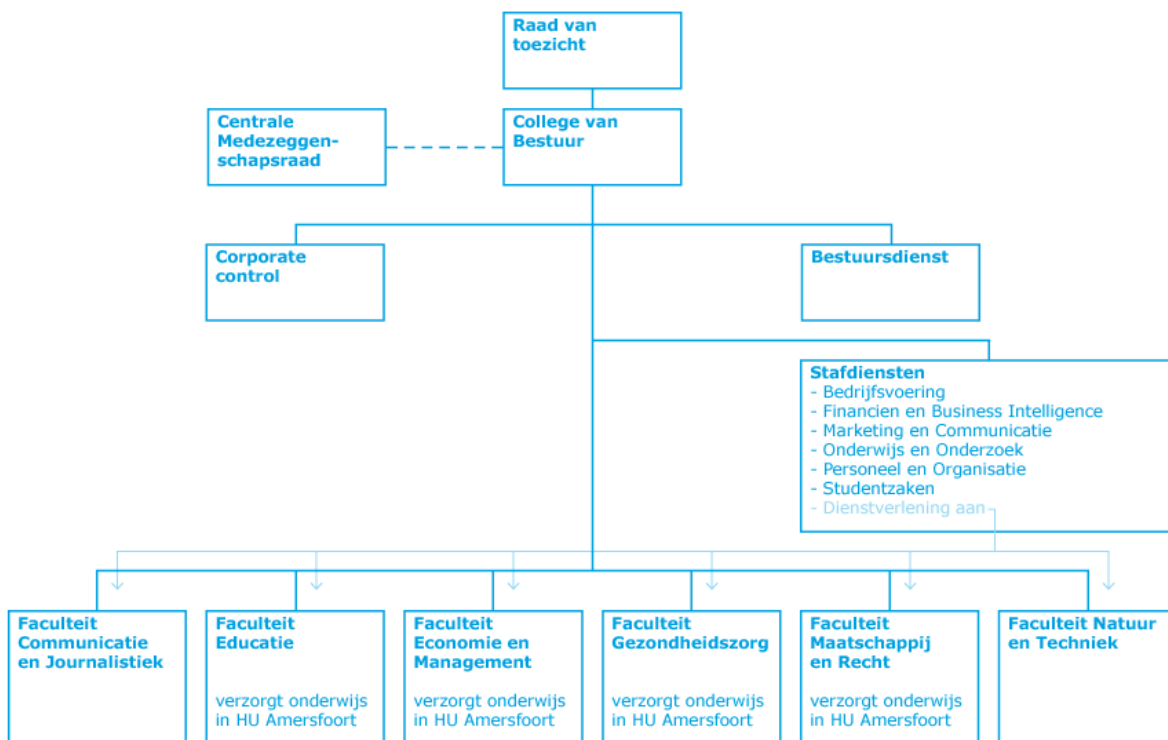 Raad van
toezicht
Centrale
Medezeggen-
schapsraad
College van
Bestuur
Corporate
control
Bestuursdienst
Stafdiensten
- Bedrijfsvoering
- Financien en Business Intelligence
- Marketing en Communicatie
- Onderwijs en Onderzoek
- Personeel en Organisatie
- Studentzaken
- Dienstverlening aan
Faculteit
Communicatie
en Journalistiek
Faculteit
Educatie
verzorgt onderwijs
in HU Amersfoort
Faculteit
Economie en
Management
verzorgt onderwijs
in HU Amersfoort
Faculteit
Gezondheidszorg
verzorgt onderwijs
in HU Amersfoort
Faculteit
Maatschappij
en Recht
verzorgt onderwijs
in HU Amersfoort
Faculteit Natuur
en Techniek